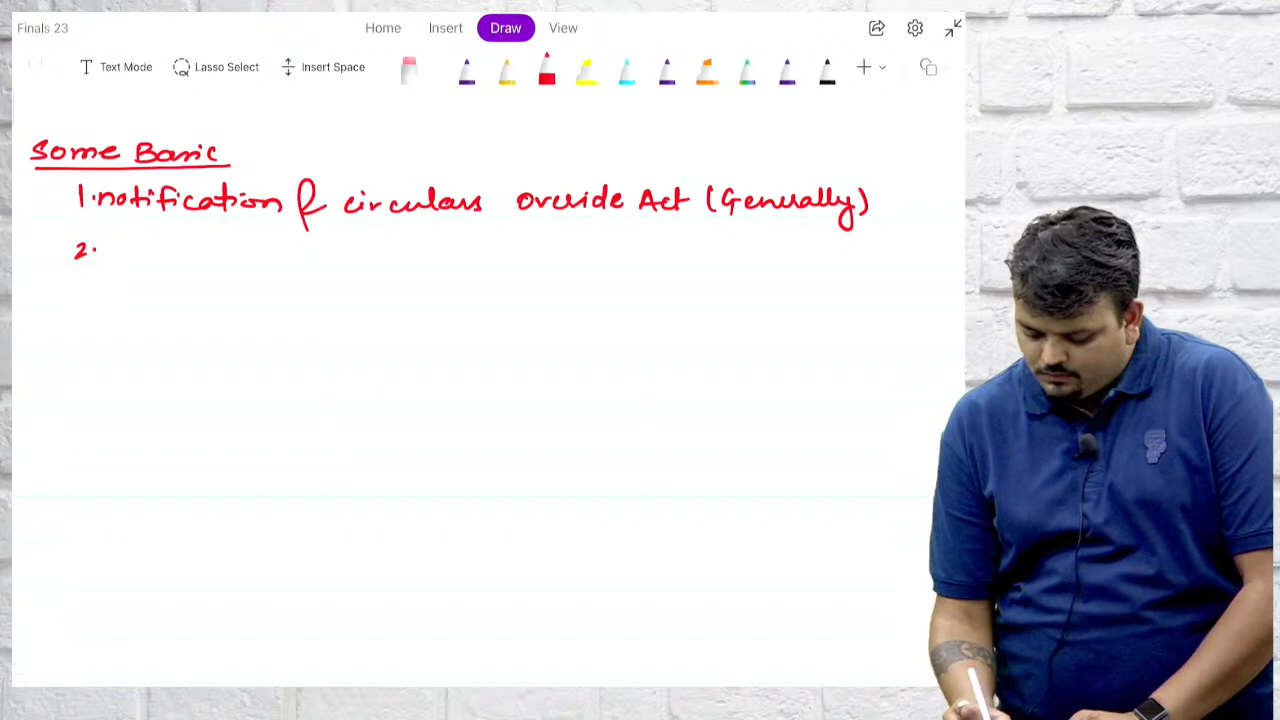 Finals 23
Home Insert Draw View
Text Mode Lasso Select Insert Space
Some Basic
1. notification & circulars override Act (Generally)
2.